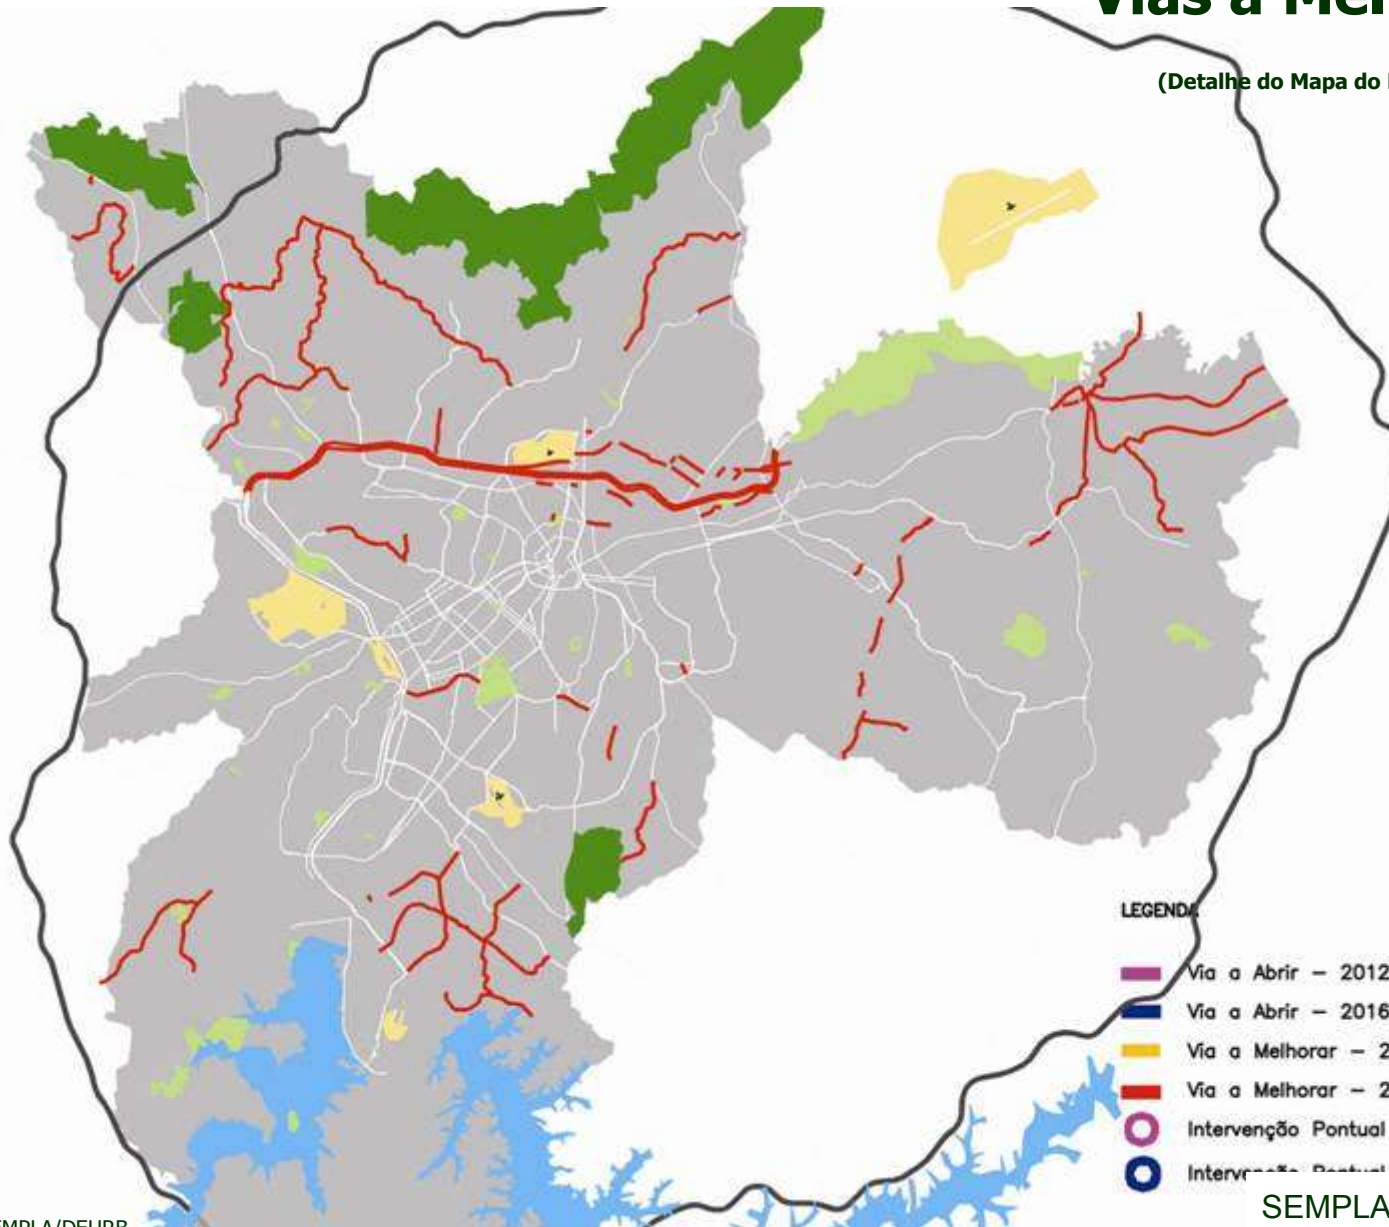 Vias a
(Detalhe do Mapa do
LEGENDA
Via a Abrir – 2012
Via a Abrir – 2016
Via a Melhorar – 2
Via a Melhorar – 2
Intervenção Pontual
SEMPLA